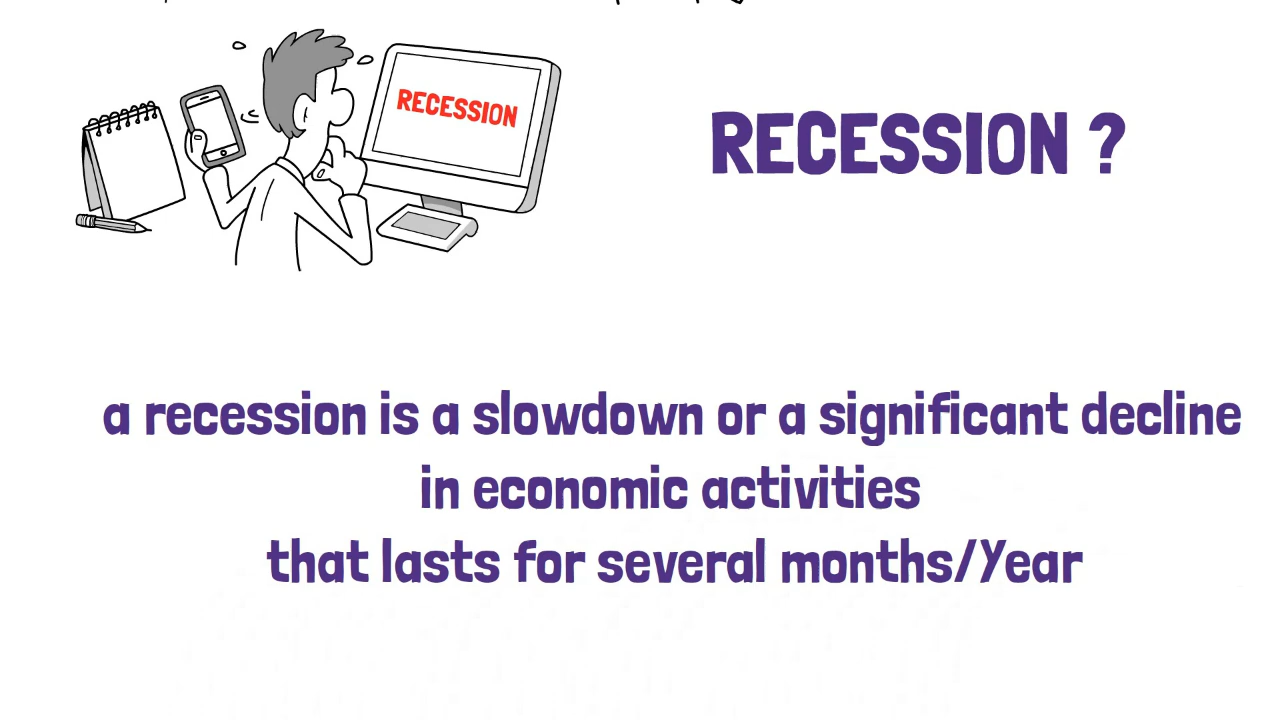 RECESSION
RECESSION ?
a recession is a slowdown or a significant decline
in economic activities
that lasts for several months/Year